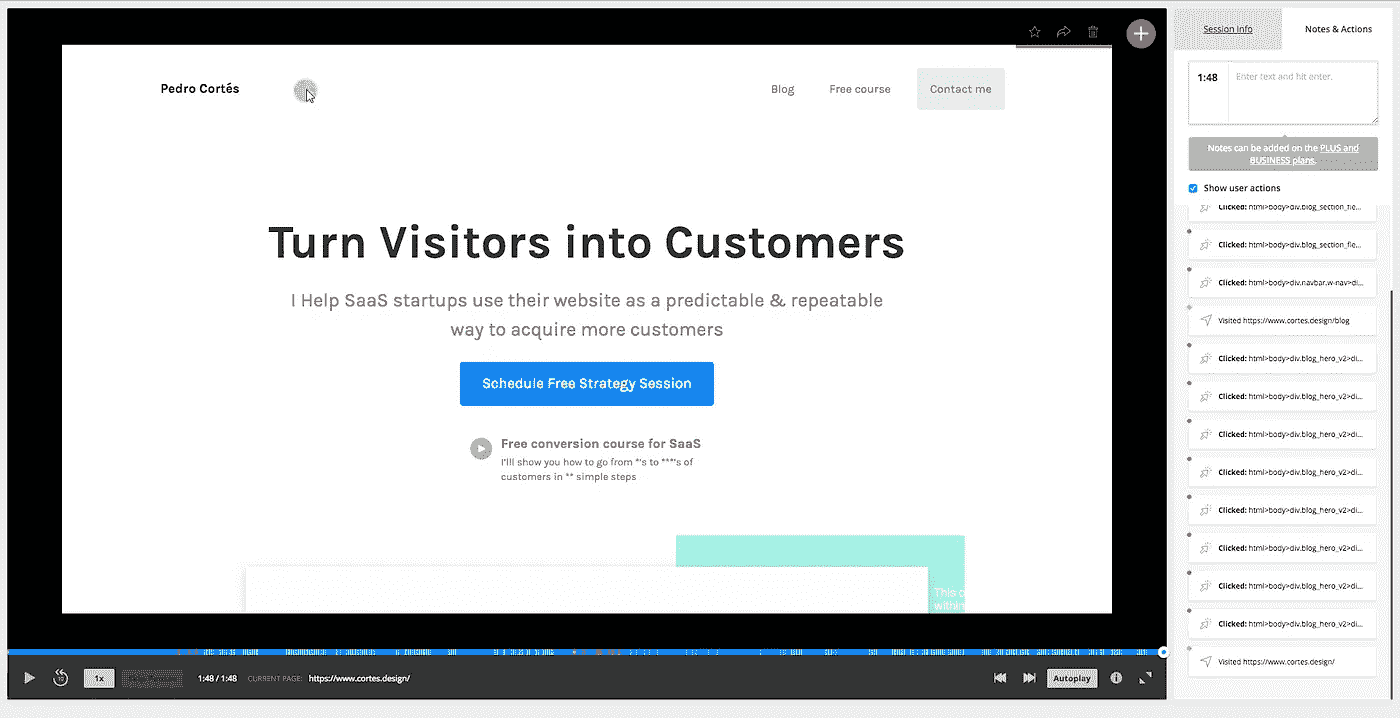 Pedro Cortés
Blog
Free course
Contact me
Turn Visitors into Customers
I Help SaaS startups use their website as a predictable & repeatable
way to acquire more customers
Schedule Free Strategy Session
Free conversion course for SaaS
I'lll show you how to go from *'s to ***'s of
customers in ** simple steps
This c
within
1x
1:48 / 1:48
CURRENT PAGE:
https://www.cortes.design/
Autoplay
Session Info
Notes & Actions
1:48
Enter text and hit enter.
Notes can be added on the PLUS and
BUSINESS plans.
Show user actions
Clicked: html>body>div.blog_section_fle...
Clicked: html>body>div.blog_section_fle...
Clicked: html>body>div.navbar.w-nav>di...
Visited https://www.cortes.design/blog
Clicked: html>body>div.blog_hero_v2>di...
Clicked: html>body>div.blog_hero_v2>di...
Clicked: html>body>div.blog_hero_v2>di...
Clicked: html>body>div.blog_hero_v2>di...
Clicked: html>body>div.blog_hero_v2>di...
Clicked: html>body>div.blog_hero_v2>di...
Clicked: html>body>div.blog_hero_v2>di...
Clicked: html>body>div.blog_hero_v2>di...
Visited https://www.cortes.design/